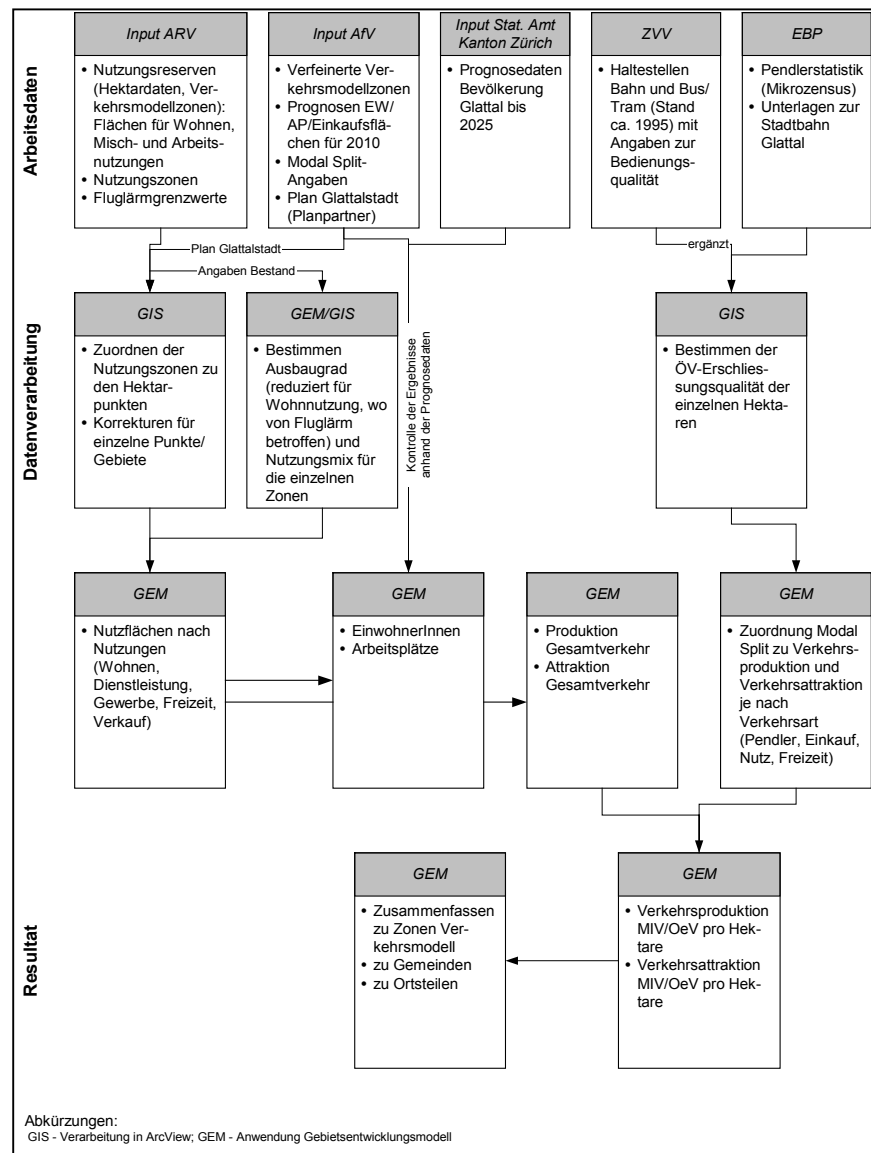 Arbeitsdaten
Input ARV
• Nutzungsreserven
(Hektardaten, Ver-
kehrsmodellzonen):
Flächen für Wohnen,
Misch- und Arbeits-
nutzungen
• Nutzungszonen
• Fluglärmgrenzwerte
Input AfV
• Verfeinerte Ver-
kehrsmodellzonen
• Prognosen EW/
AP/Einkaufsflä-
chen für 2010
• Modal Split-
Angaben
• Plan Glattalstadt
(Planpartner)
Input Stat. Amt
Kanton Zürich
• Prognosedaten
Bevölkerung
Glattal bis
2025
ZVV
• Haltestellen
Bahn und Bus/
Tram (Stand
ca. 1995) mit
Angaben zur
Bedienungs-
qualität
EBP
• Pendlerstatistik
(Mikrozensus)
• Unterlagen zur
Stadtbahn
Glattal
Plan Glattalstadt
Angaben Bestand
ergänzt
Datenverarbeitung
GIS
• Zuordnen der
Nutzungszonen zu
den Hektar-
punkten
• Korrekturen für
einzelne Punkte/
Gebiete
GEM/GIS
• Bestimmen
Ausbaugrad
(reduziert für
Wohnnutzung, wo
von Fluglärm
betroffen) und
Nutzungsmix für
die einzelnen
Zonen
Kontrolle der Ergebnisse
anhand der Prognosedaten
GIS
• Bestimmen der
ÖV-Erschlies-
sungsqualität der
einzelnen Hekta-
ren
GEM
• Nutzflächen nach
Nutzungen
(Wohnen,
Dienstleistung,
Gewerbe, Freizeit,
Verkauf)
GEM
• EinwohnerInnen
• Arbeitsplätze
GEM
• Produktion
Gesamtverkehr
• Attraktion
Gesamtverkehr
GEM
• Zuordnung Modal
Split zu Verkehrs-
produktion und
Verkehrsattraktion
je nach
Verkehrsart
(Pendler, Einkauf,
Nutz, Freizeit)
Resultat
GEM
• Zusammenfassen
zu Zonen Ver-
kehrsmodell
• zu Gemeinden
• zu Ortsteilen
GEM
• Verkehrsproduktion
MIV/OeV pro Hek-
tare
• Verkehrsattraktion
MIV/OeV pro Hek-
tare
Abkürzungen:
GIS - Verarbeitung in ArcView; GEM - Anwendung Gebietsentwicklungsmodell